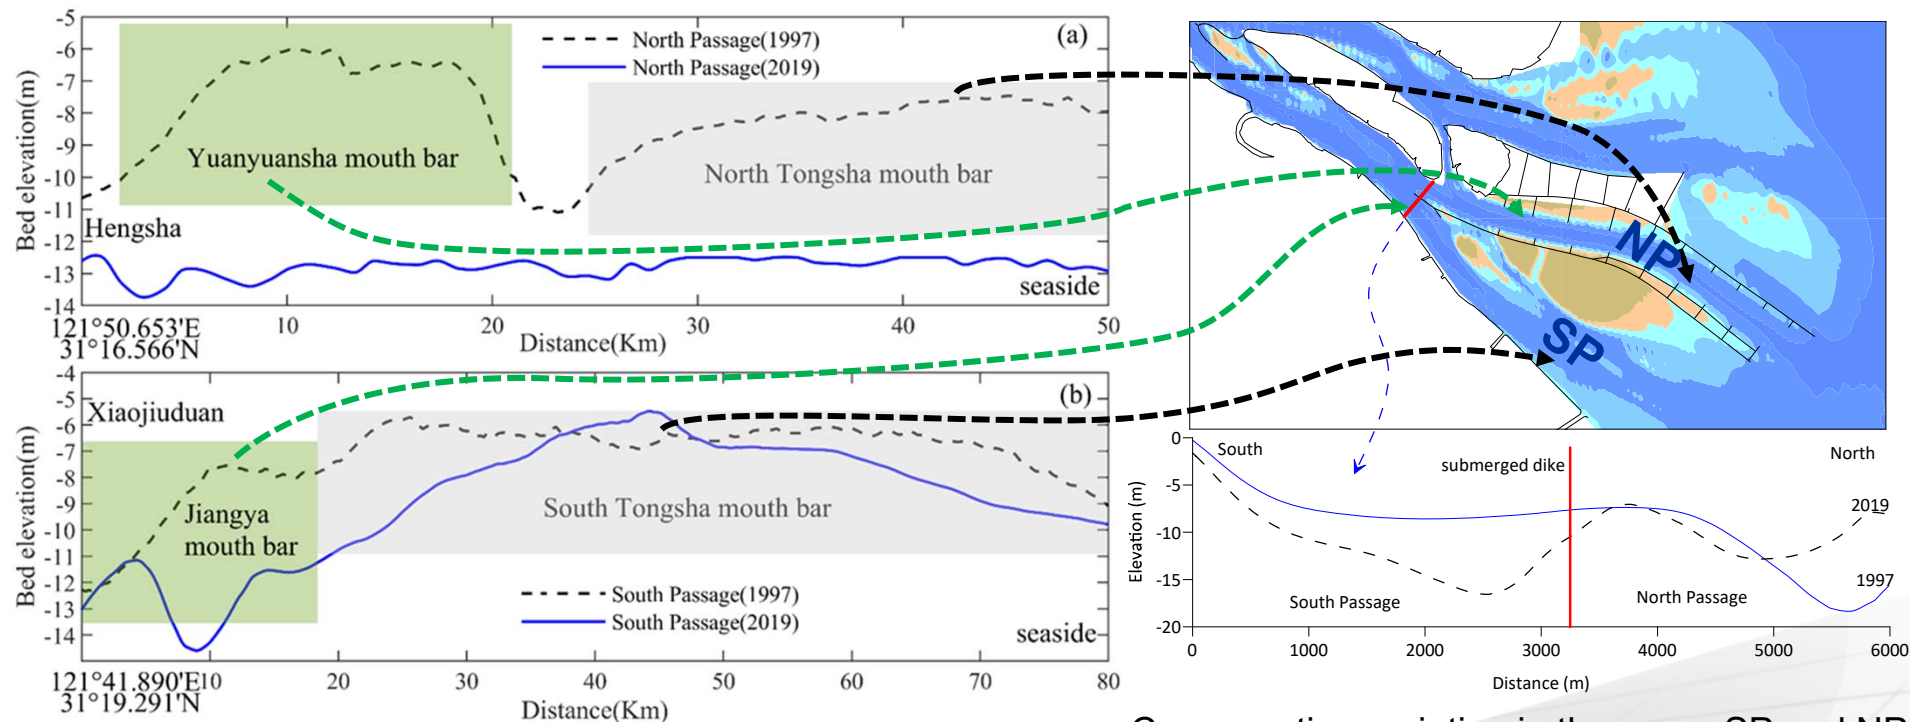 (a)
North Passage(1997)
North Passage(2019)
Bed elevation(m)
-5
-6
-7
-8
-9
-10
-11
-12
-13
-14
Yuanyuansha mouth bar
North Tongsha mouth bar
Hengsha
seaside
121°50.653'E
31°16.566'N
10
20
30
40
50
Distance(Km)
(b)
Xiaojiuduan
Bed elevation(m)
-4
-5
-6
-7
-8
-9
-10
-11
-12
-13
-14
Jiangya
mouth bar
South Tongsha mouth bar
South Passage(1997)
South Passage(2019)
seaside
121°41.890'E
31°19.291'N
10
20
30
40
50
60
70
80
Distance(Km)
NP
SP
Elevation (m)
0
-5
-10
-15
-20
South
submerged dike
North
2019
1997
South Passage
North Passage
0
1000
2000
3000
4000
5000
6000
Distance (m)